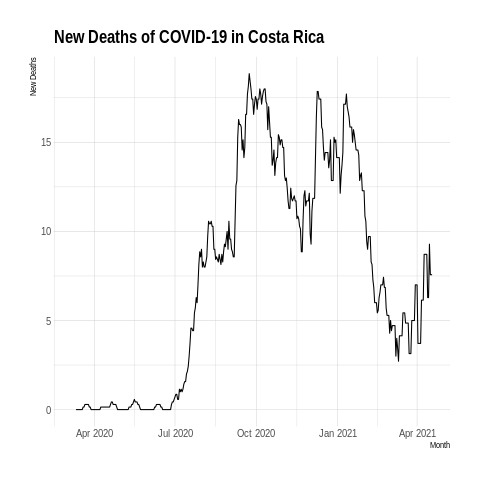 New Deaths of COVID-19 in Costa Rica
New Deaths
15
10
5
0
Apr 2020 Jul 2020 Oct 2020 Jan 2021 Apr 2021
Month